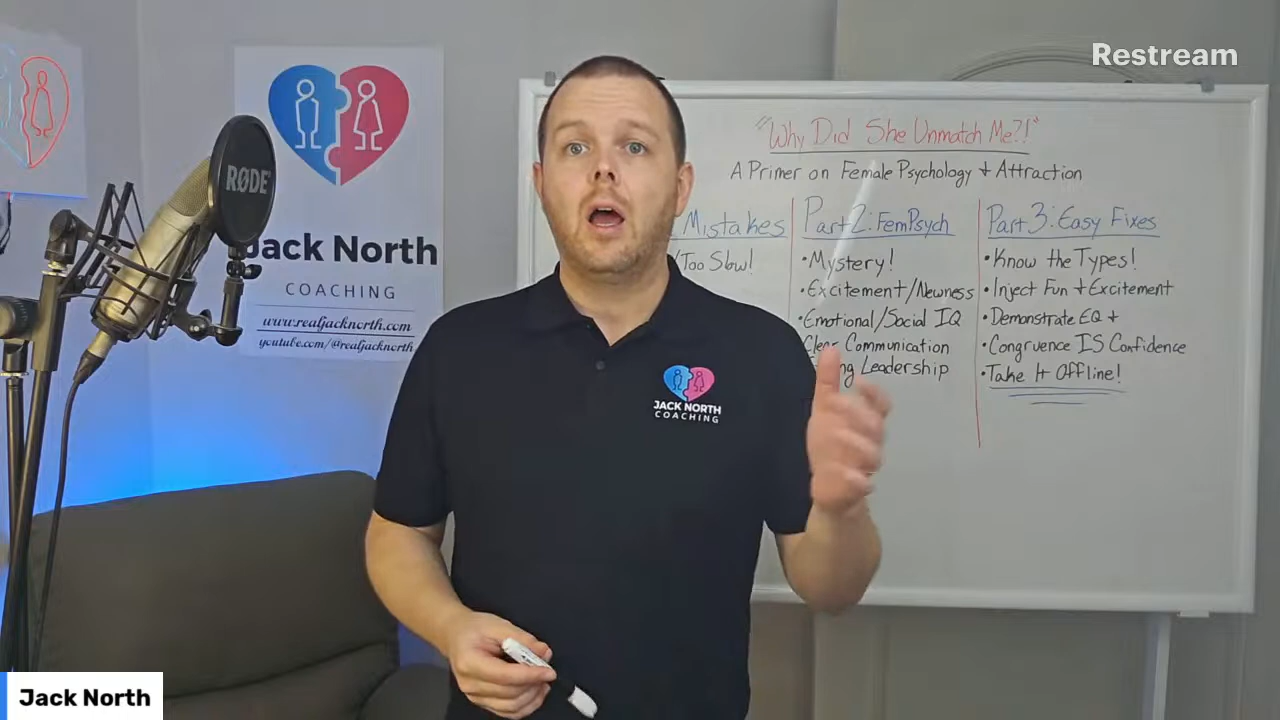 Restream
"Why Did She Unmatch Me?!"
A Primer on Female Psychology + Attraction
Mistakes
/Too Slow!
Part 2: FemPsych
• Mystery!
• Excitement/Newness
• Emotional/Social IQ
Clear Communication
Leadership
Part 3: Easy Fixes
• Know the Types!
• Inject Fun + Excitement
• Demonstrate EQ +
• Congruence IS Confidence
• Take It Offline!
RØDE
Jack North
COACHING
www.realjacknorth.com
youtube.com/@realjacknorth
JACK NORTH
COACHING
Jack North